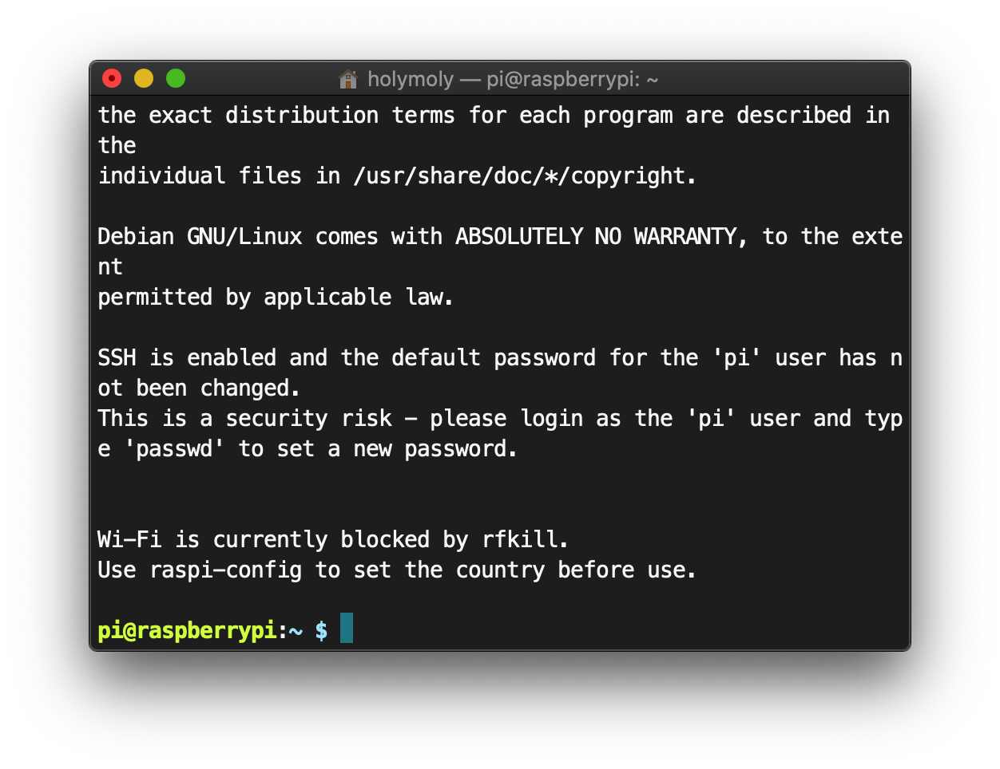 holymoly — pi@raspberrypi: ~
the exact distribution terms for each program are described in
the
individual files in /usr/share/doc/*/copyright.
Debian GNU/Linux comes with ABSOLUTELY NO WARRANTY, to the exte
nt
permitted by applicable law.
SSH is enabled and the default password for the 'pi' user has n
ot been changed.
This is a security risk - please login as the 'pi' user and typ
e 'passwd' to set a new password.
Wi-Fi is currently blocked by rfkill.
Use raspi-config to set the country before use.
pi@raspberrypi:~ $